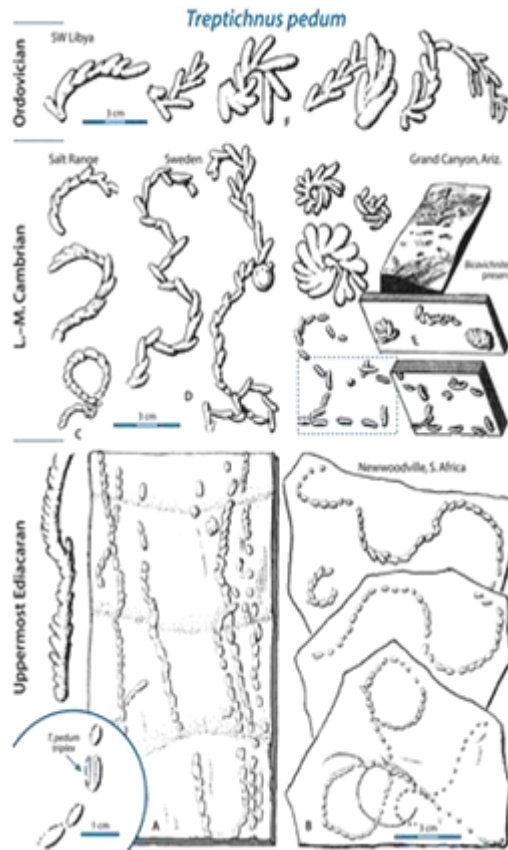 Treptichnus pedum
Ordovician
SW Libya
3 cm
F
L.–M. Cambrian
Salt Range
Sweden
Grand Canyon, Ariz.
E
D
3 cm
C
Uppermost Ediacaran
Newwoodville, S. Africa
T. pedum
triplex
1 cm
A
B
3 cm